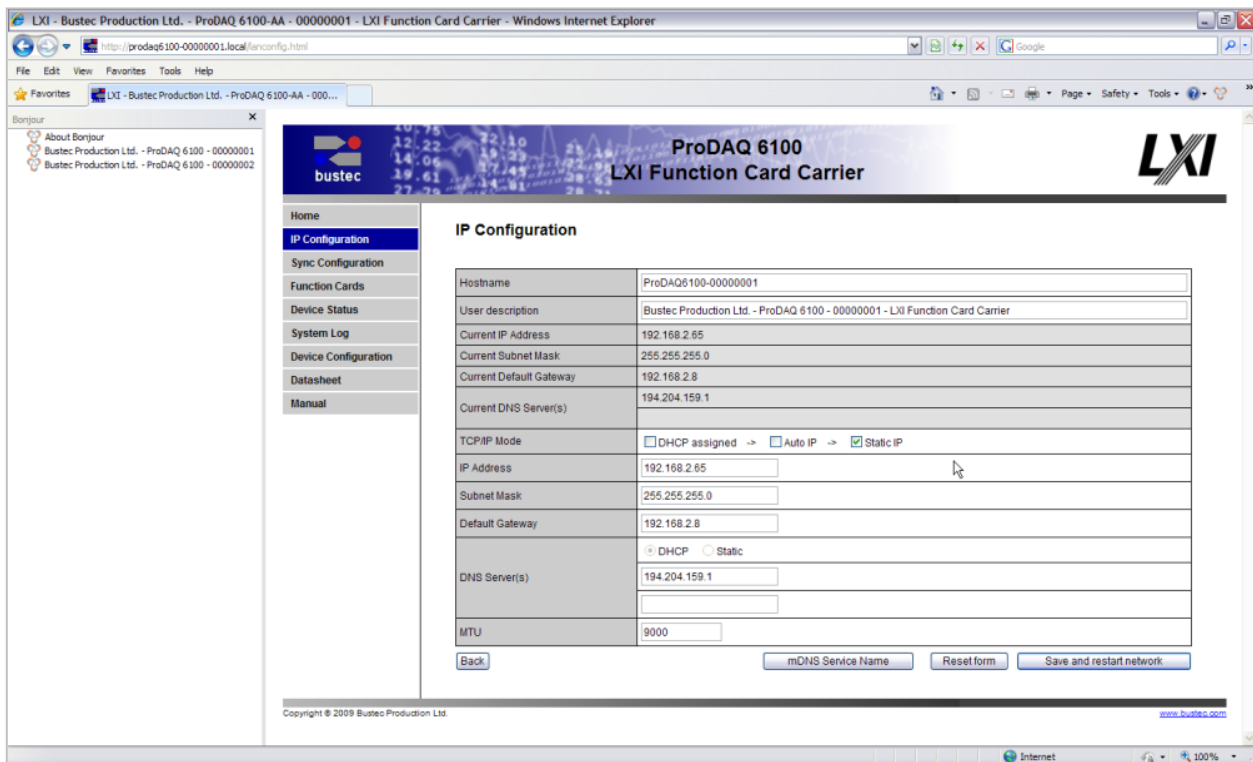 LXI - Bustec Production Ltd. - ProDAQ 6100-AA - 00000001 - LXI Function Card Carrier - Windows Internet Explorer
http://prodaq6100-00000001.local/lanconfig.html
Google
File Edit View Favorites Tools Help
Favorites LXI - Bustec Production Ltd. - ProDAQ 6100-AA - 000... Page Safety Tools
Bonjour
About Bonjour
Bustec Production Ltd. - ProDAQ 6100 - 00000001
Bustec Production Ltd. - ProDAQ 6100 - 00000002
bustec
ProDAQ 6100
LXI Function Card Carrier
LXI
Home
IP Configuration
Sync Configuration
Function Cards
Device Status
System Log
Device Configuration
Datasheet
Manual
IP Configuration
Hostname ProDAQ6100-00000001
User description Bustec Production Ltd. - ProDAQ 6100 - 00000001 - LXI Function Card Carrier
Current IP Address 192.168.2.65
Current Subnet Mask 255.255.255.0
Current Default Gateway 192.168.2.8
Current DNS Server(s) 194.204.159.1
TCP/IP Mode DHCP assigned -> Auto IP -> Static IP
IP Address 192.168.2.65
Subnet Mask 255.255.255.0
Default Gateway 192.168.2.8
DHCP Static
DNS Server(s) 194.204.159.1
MTU 9000
Back mDNS Service Name Reset form Save and restart network
Copyright © 2009 Bustec Production Ltd. www.bustec.com
Internet 100%